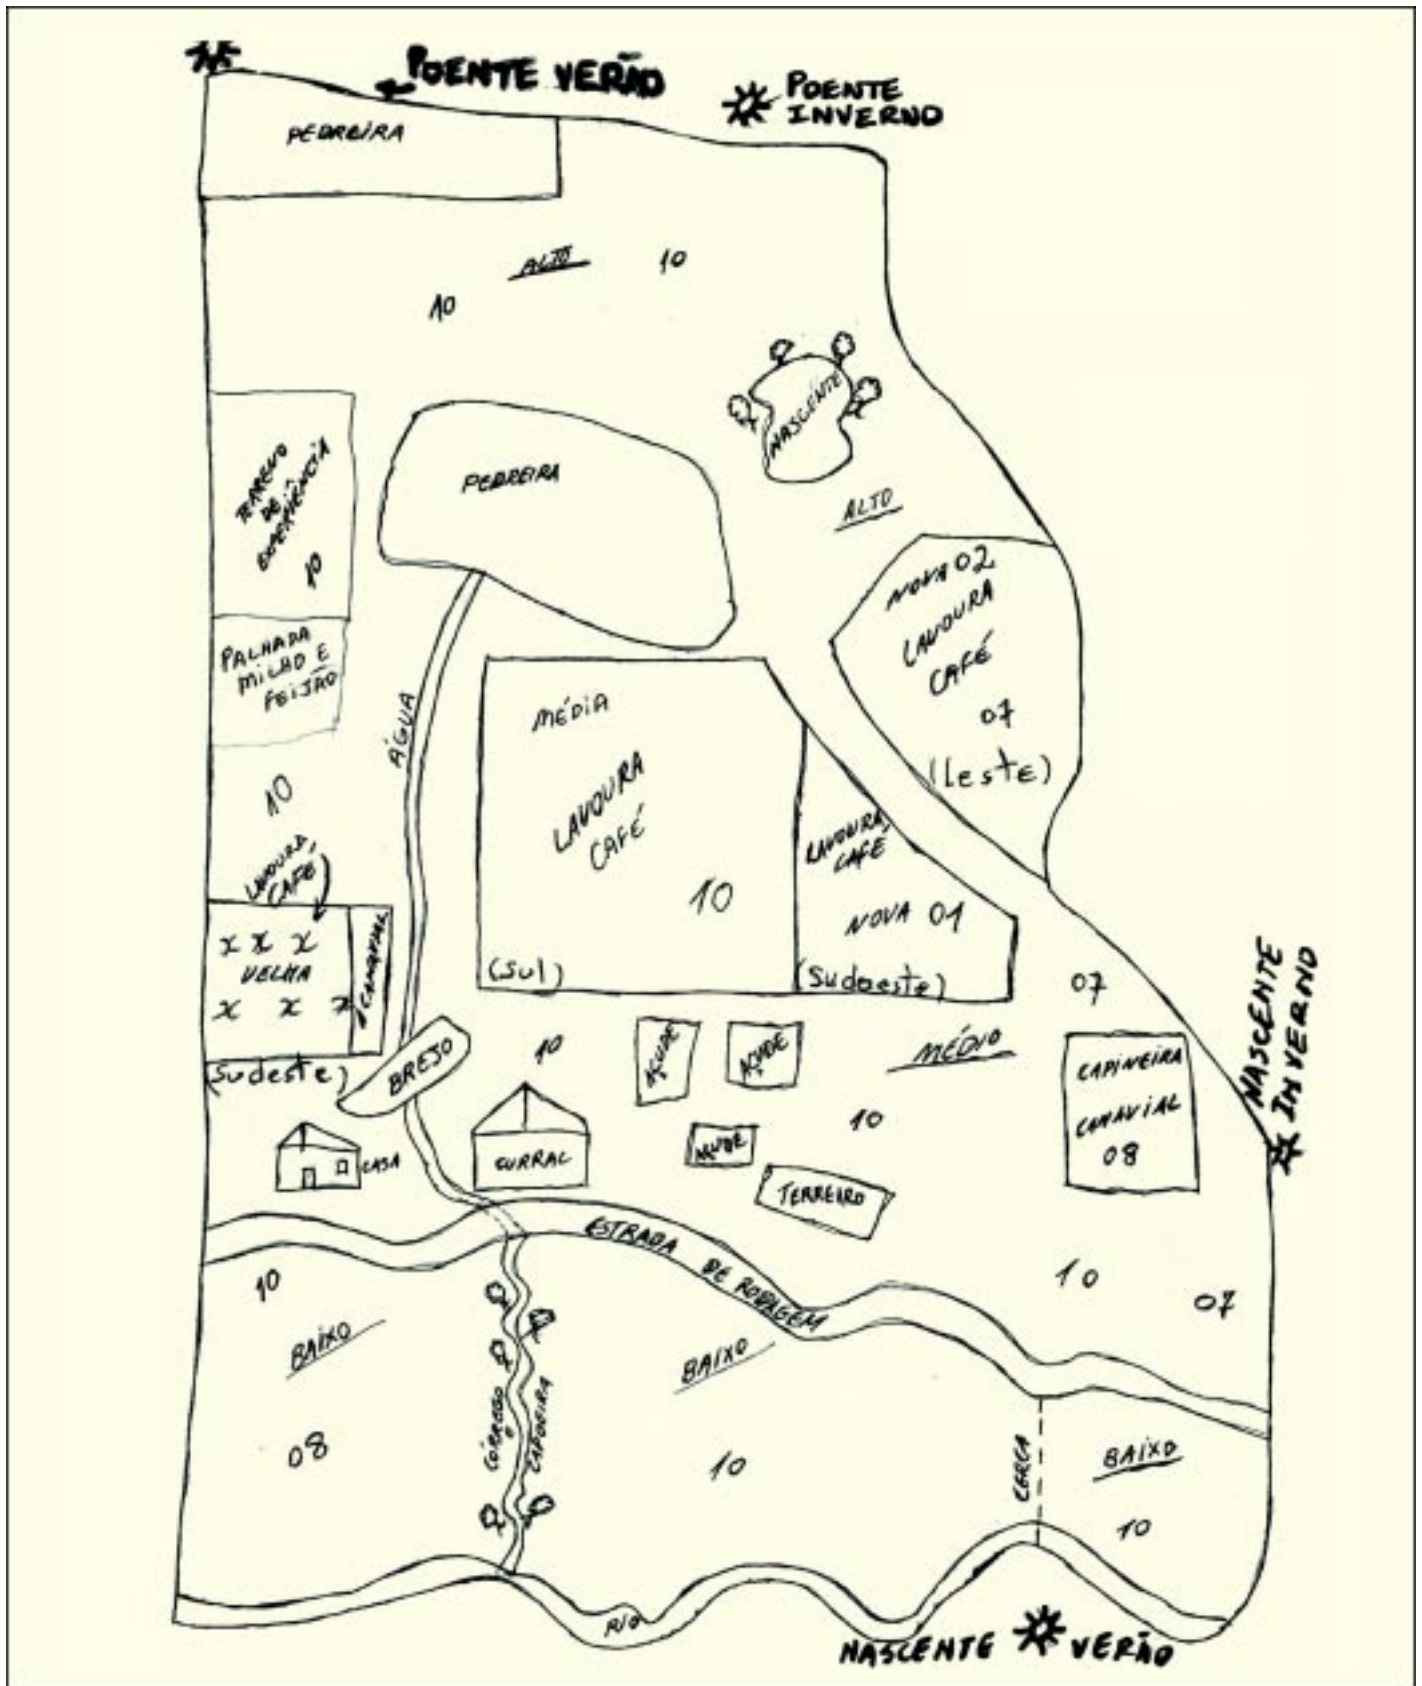 POENTE VERÃO
POENTE
INVERNO
PEDREIRA
ALTO
10
10
NASCENTE
ALTO
TERRENO
DE
EXPERIÊNCIA
10
PEDREIRA
PALHADA
MILHO E
FEIJÃO
ÁGUA
NOVA 02
LAVOURA
CAFÉ
07
(Leste)
MÉDIA
LAVOURA
CAFÉ
10
(Sul)
LAVOURA
CAFÉ
NOVA 01
(Sudoeste)
10
LAVOURA
CAFÉ
x x x
VELHA
x x x
CANAVIAL
(Sudeste)
BREJO
10
AÇUDE
AÇUDE
AÇUDE
MÉDIO
07
NASCENTE
INVERNO
CAPINEIRA
CANAVIAL
08
10
CASA
CURRAL
TERREIRO
ESTRADA DE RODAGEM
10
07
10
BAIXO
08
CÓRREGO
CAPOEIRA
BAIXO
10
CERCA
BAIXO
10
RIO
NASCENTE VERÃO